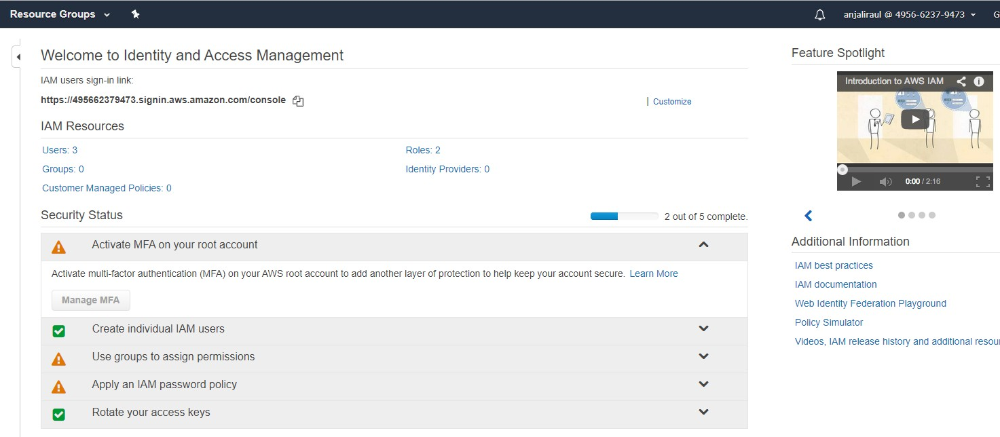 Resource Groups
anjaliraul @ 4956-6237-9473
G
Welcome to Identity and Access Management
IAM users sign-in link:
https://495662379473.signin.aws.amazon.com/console
| Customize
IAM Resources
Users: 3
Roles: 2
Groups: 0
Identity Providers: 0
Customer Managed Policies: 0
Security Status
2 out of 5 complete.
Activate MFA on your root account
Activate multi-factor authentication (MFA) on your AWS root account to add another layer of protection to help keep your account secure. Learn More
Manage MFA
Create individual IAM users
Use groups to assign permissions
Apply an IAM password policy
Rotate your access keys
Feature Spotlight
Introduction to AWS IAM
0:00 / 2:16
Additional Information
IAM best practices
IAM documentation
Web Identity Federation Playground
Policy Simulator
Videos, IAM release history and additional resour